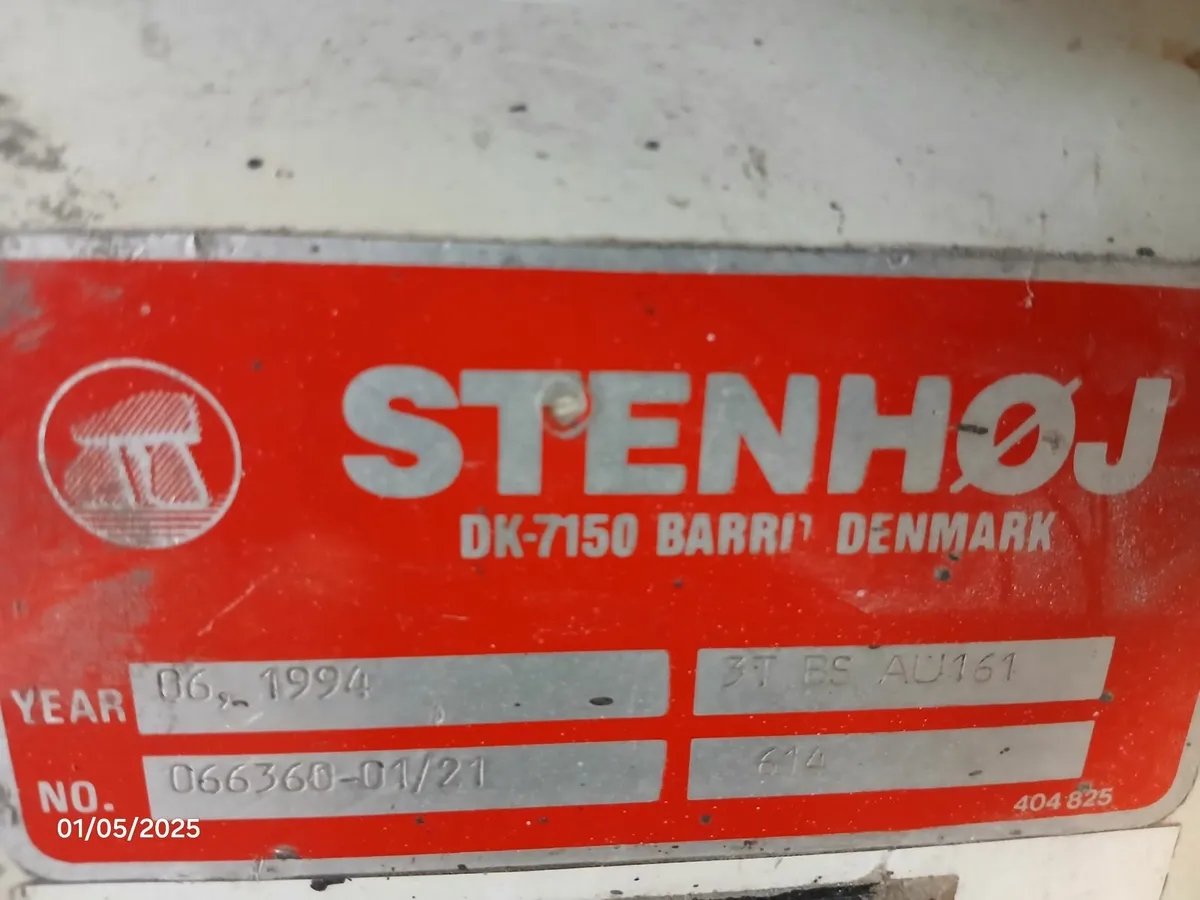 STENHØJ
DK-7150 BARRIT DENMARK
YEAR 06,- 1994 3T BS AU161
NO. 066360-01/21 614
404 825
01/05/2025